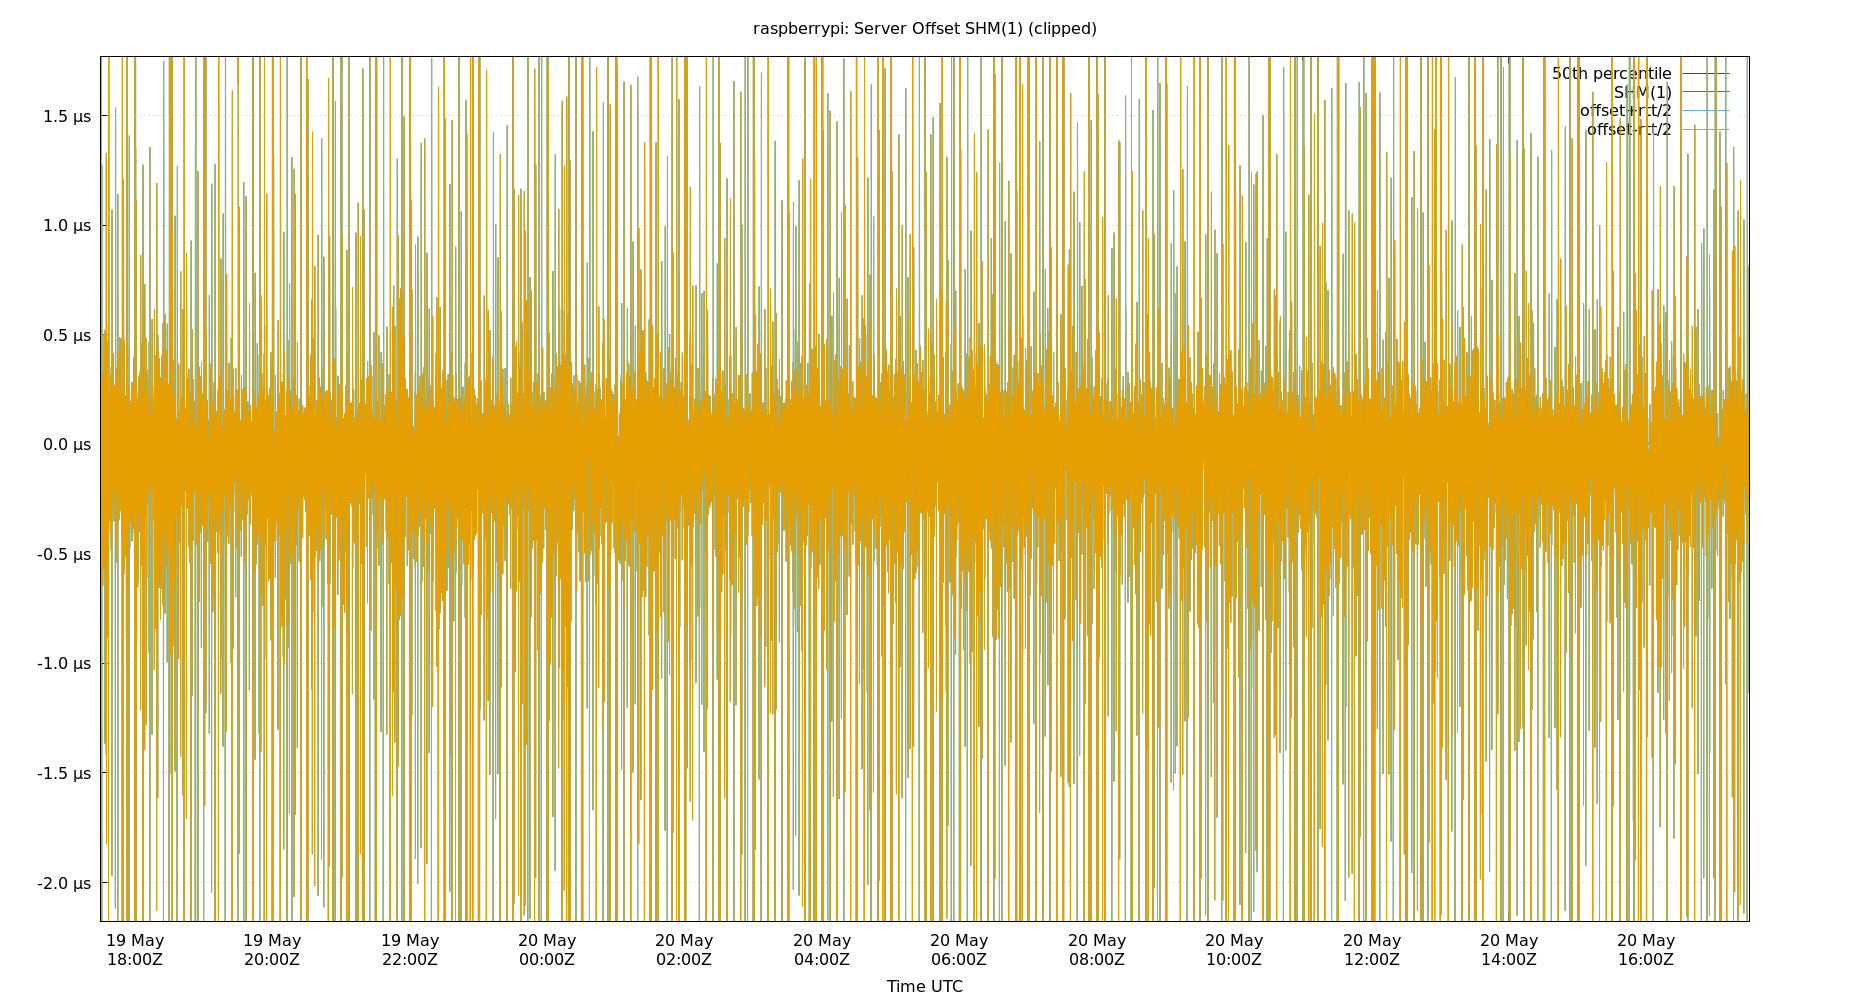 raspberrypi: Server Offset SHM(1) (clipped)
50th percentile
SHM(1)
offset+rtt/2
offset-rtt/2
1.5 µs
1.0 µs
0.5 µs
0.0 µs
-0.5 µs
-1.0 µs
-1.5 µs
-2.0 µs
19 May 19 May 19 May 20 May 20 May 20 May 20 May 20 May 20 May 20 May 20 May 20 May
18:00Z 20:00Z 22:00Z 00:00Z 02:00Z 04:00Z 06:00Z 08:00Z 10:00Z 12:00Z 14:00Z 16:00Z
Time UTC